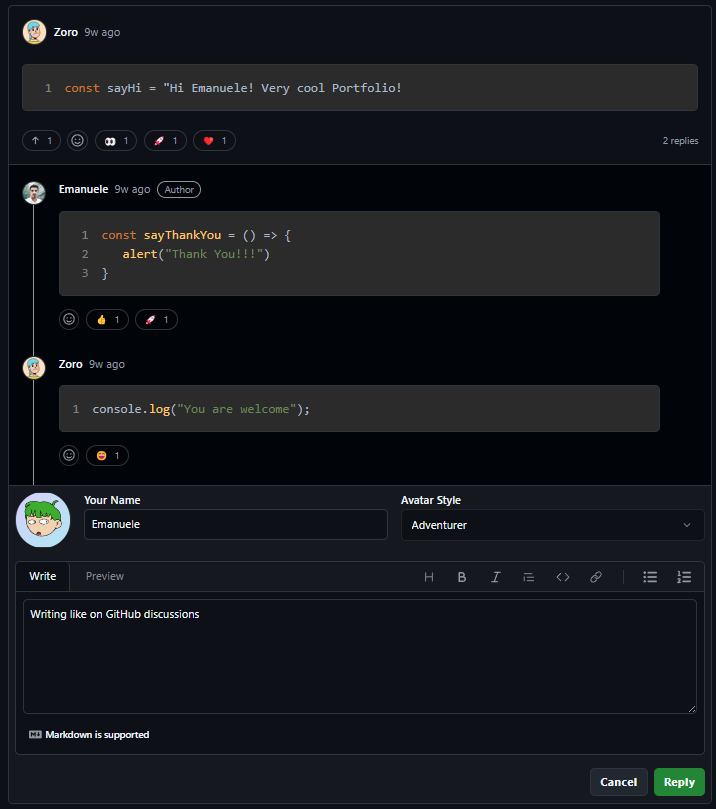 Zoro 9w ago
1 const sayHi = "Hi Emanuele! Very cool Portfolio!
↑ 1 👀 1 🚀 1 ❤️ 1 2 replies
Emanuele 9w ago Author
1 const sayThankYou = () => {
2 alert("Thank You!!!")
3 }
👍 1 🚀 1
Zoro 9w ago
1 console.log("You are welcome");
😍 1
Your Name Avatar Style
Emanuele Adventurer
Write Preview H B I
Writing like on GitHub discussions
Markdown is supported
Cancel Reply